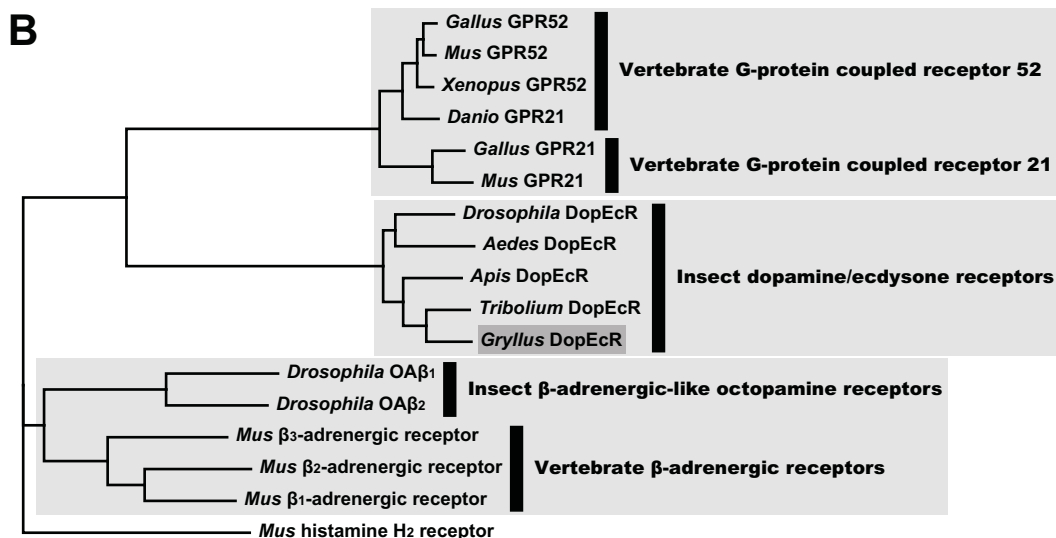 B
Gallus GPR52
Mus GPR52
Xenopus GPR52
Danio GPR21
Vertebrate G-protein coupled receptor 52
Gallus GPR21
Mus GPR21
Vertebrate G-protein coupled receptor 21
Drosophila DopEcR
Aedes DopEcR
Apis DopEcR
Tribolium DopEcR
Gryllus DopEcR
Insect dopamine/ecdysone receptors
Drosophila OAβ1
Drosophila OAβ2
Insect β-adrenergic-like octopamine receptors
Mus β3-adrenergic receptor
Mus β2-adrenergic receptor
Mus β1-adrenergic receptor
Vertebrate β-adrenergic receptors
Mus histamine H2 receptor